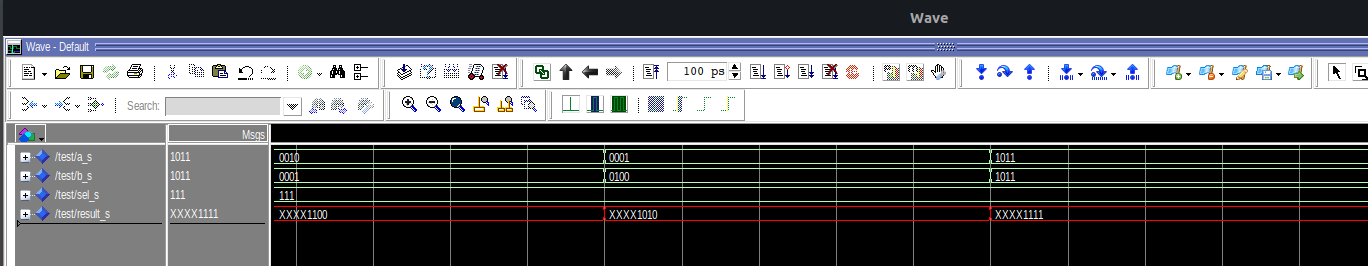 Wave
Wave - Default
100 ps
Search:
Msgs
/test/a_s 1011 0010 0001 1011
/test/b_s 1011 0001 0100 1011
/test/sel_s 111 111
/test/result_s XXXX1111 XXXX1100 XXXX1010 XXXX1111